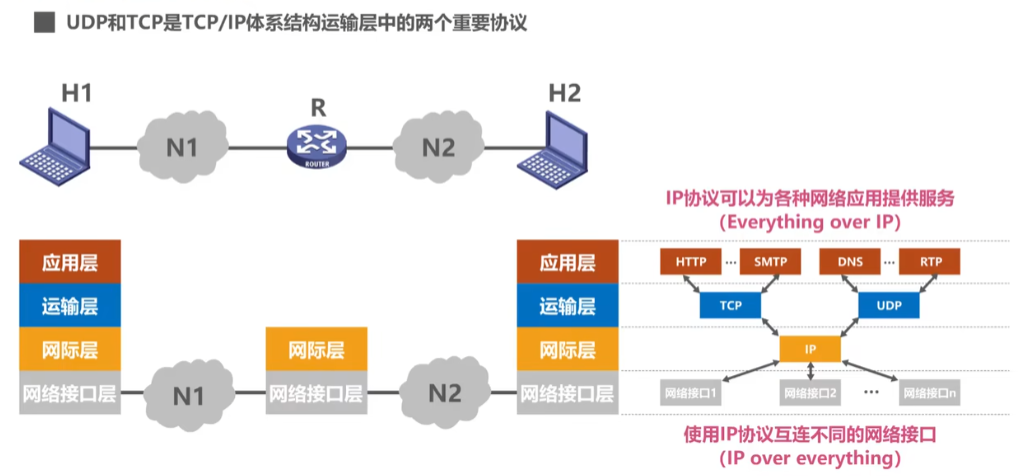 UDP和TCP是TCP/IP体系结构运输层中的两个重要协议
H1
R
H2
N1
ROUTER
N2
IP协议可以为各种网络应用提供服务
（Everything over IP）
应用层
应用层
HTTP
···
SMTP
DNS
···
RTP
运输层
运输层
TCP
UDP
网际层
网际层
网际层
IP
网络接口层
N1
网络接口层
N2
网络接口层
网络接口1
网络接口2
···
网络接口n
使用IP协议互连不同的网络接口
（IP over everything）